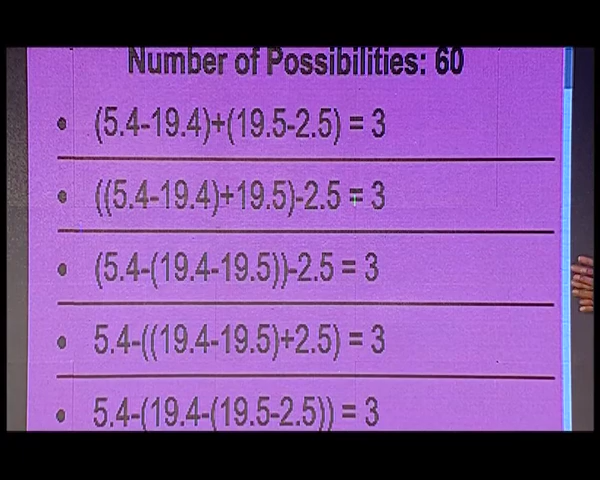 Number of Possibilities: 60
• (5.4-19.4)+(19.5-2.5) = 3
• ((5.4-19.4)+19.5)-2.5 = 3
• (5.4-(19.4-19.5))-2.5 = 3
• 5.4-((19.4-19.5)+2.5) = 3
• 5.4-(19.4-(19.5-2.5)) = 3